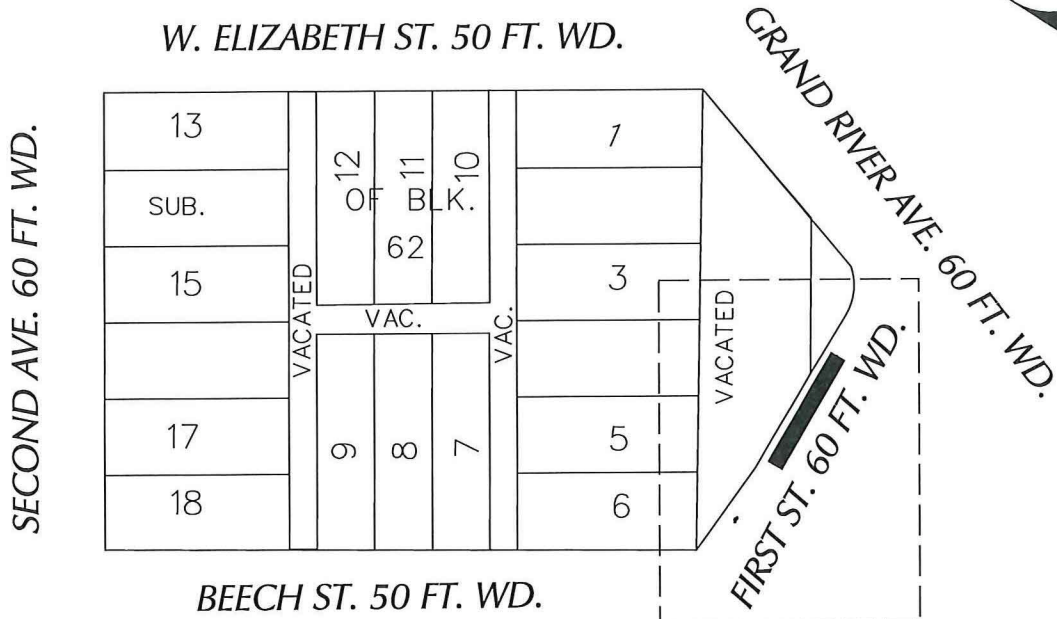 W. ELIZABETH ST. 50 FT. WD.
GRAND RIVER AVE. 60 FT. WD.
SECOND AVE. 60 FT. WD.
13
12
11
10
1
SUB.
OF BLK.
62
15
3
VACATED
VAC.
VAC.
VACATED
17
9
8
7
5
18
6
FIRST ST. 60 FT. WD.
BEECH ST. 50 FT. WD.